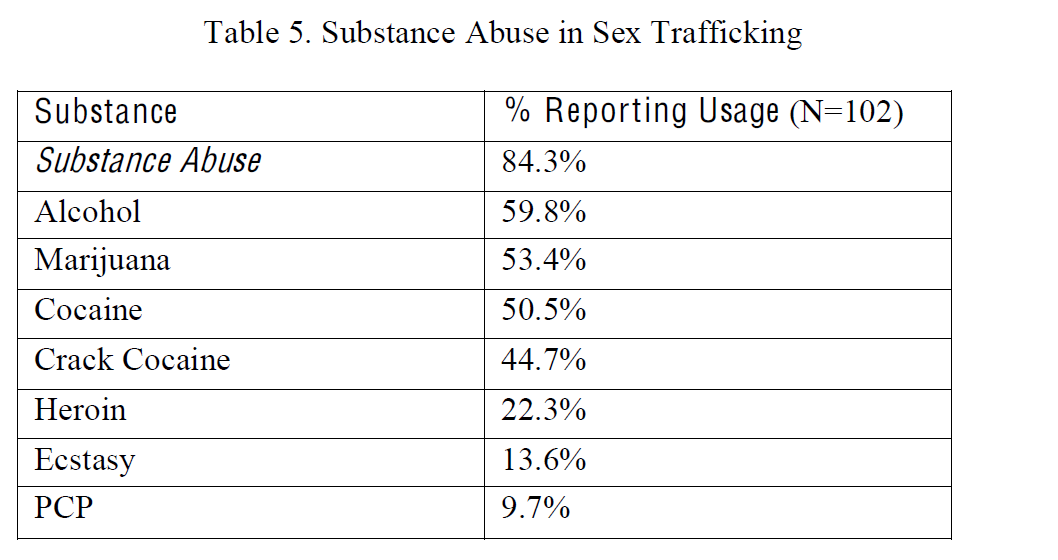 Table 5. Substance Abuse in Sex Trafficking
Substance % Reporting Usage (N=102)
Substance Abuse 84.3%
Alcohol 59.8%
Marijuana 53.4%
Cocaine 50.5%
Crack Cocaine 44.7%
Heroin 22.3%
Ecstasy 13.6%
PCP 9.7%